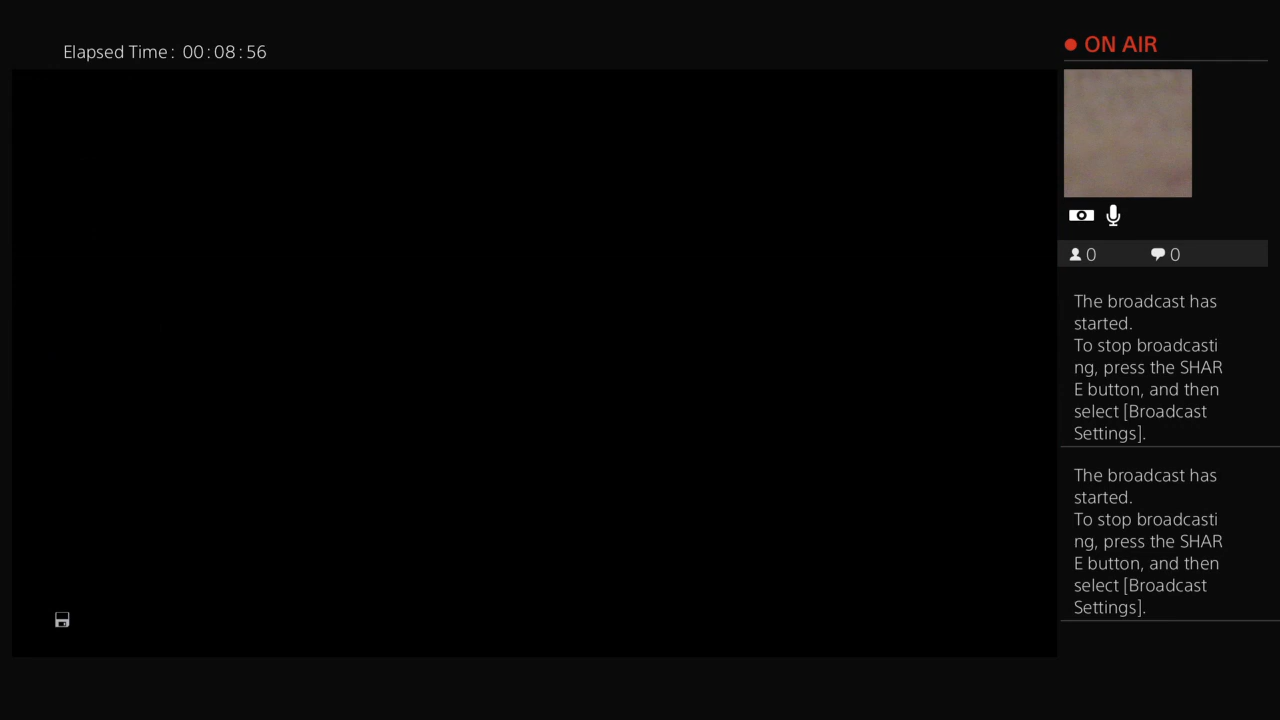 Elapsed Time: 00:08:56
ON AIR
0 0
The broadcast has
started.
To stop broadcasti
ng, press the SHAR
E button, and then
select [Broadcast
Settings].
The broadcast has
started.
To stop broadcasti
ng, press the SHAR
E button, and then
select [Broadcast
Settings].